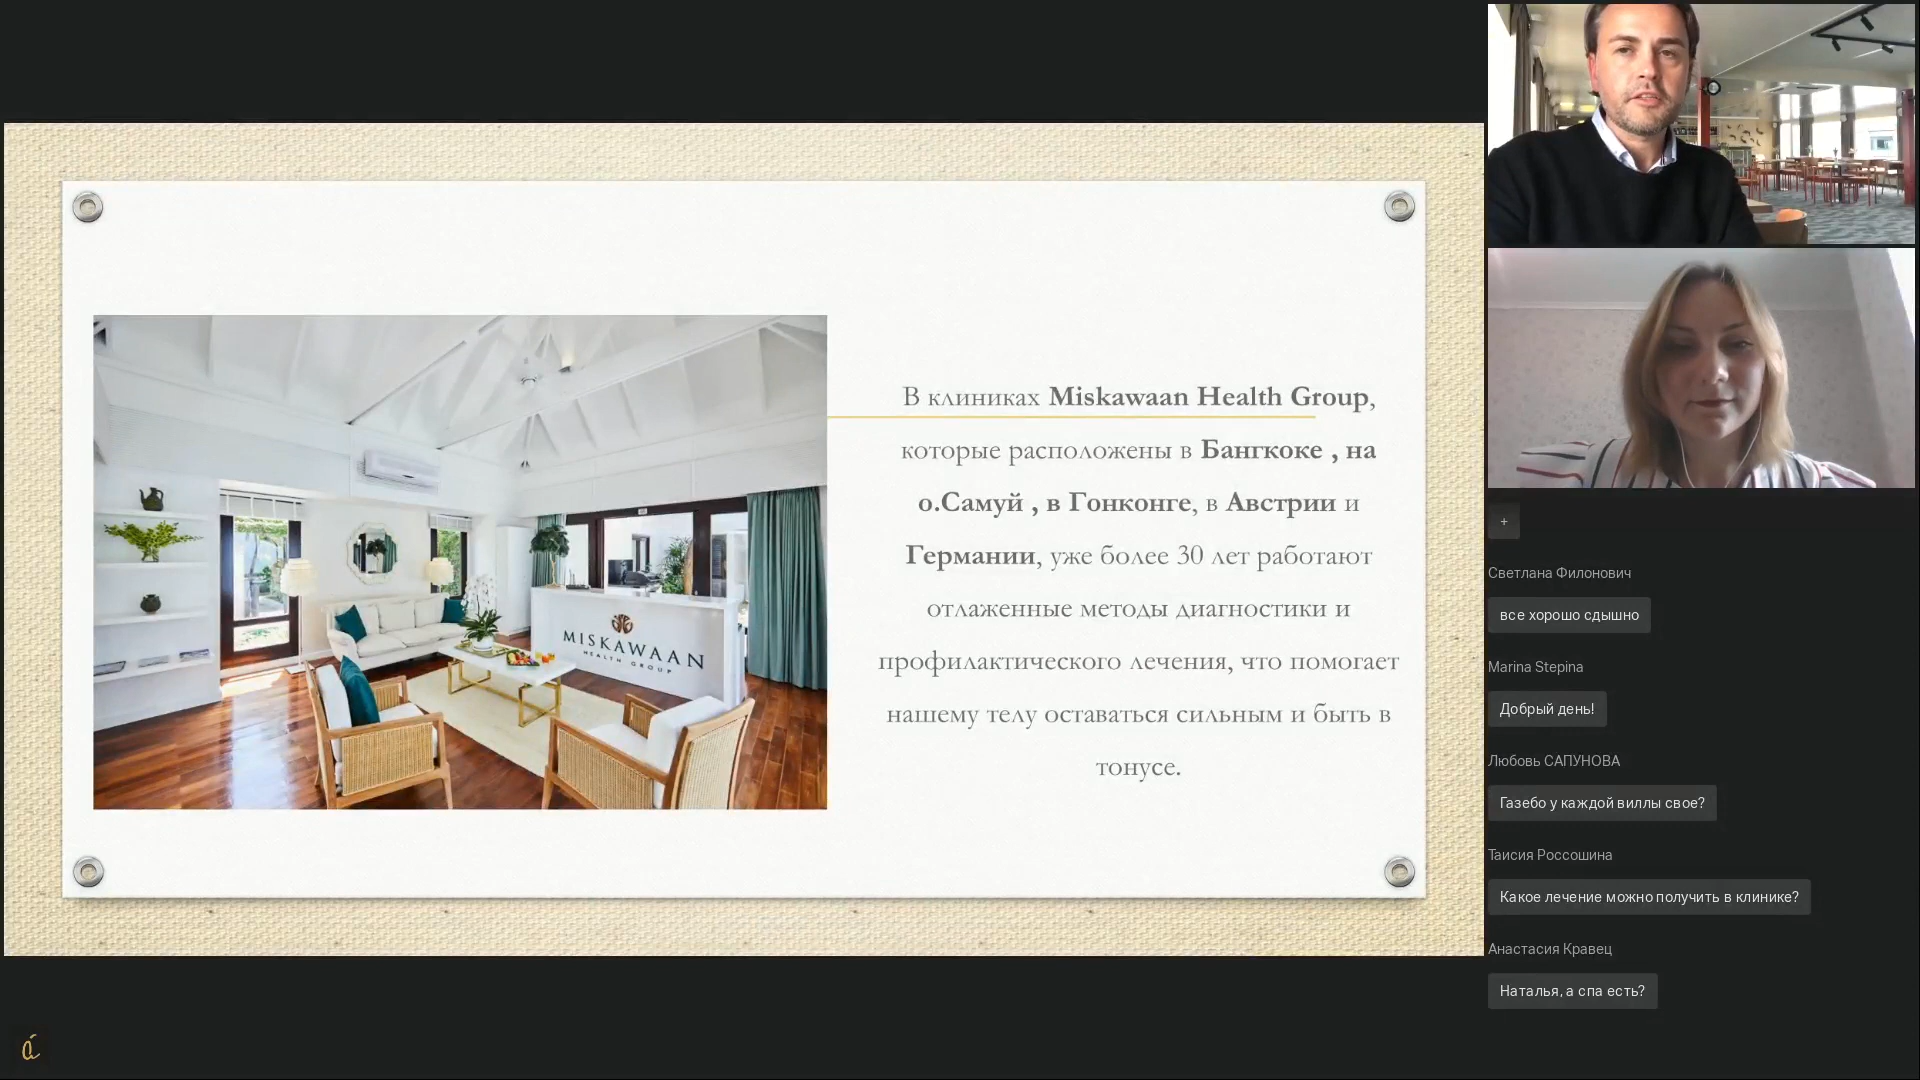 MISKAWAAN
HEALTH GROUP
В клиниках Miskawaan Health Group,
которые расположены в Бангкоке , на
о.Самуй , в Гонконге, в Австрии и
Германии, уже более 30 лет работают
отлаженные методы диагностики и
профилактического лечения, что помогает
нашему телу оставаться сильным и быть в
тонусе.
+
Светлана Филонович
все хорошо сдышно
Marina Stepina
Добрый день!
Любовь САПУНОВА
Газебо у каждой виллы свое?
Таисия Россошина
Какое лечение можно получить в клинике?
Анастасия Кравец
Наталья, а спа есть?
á